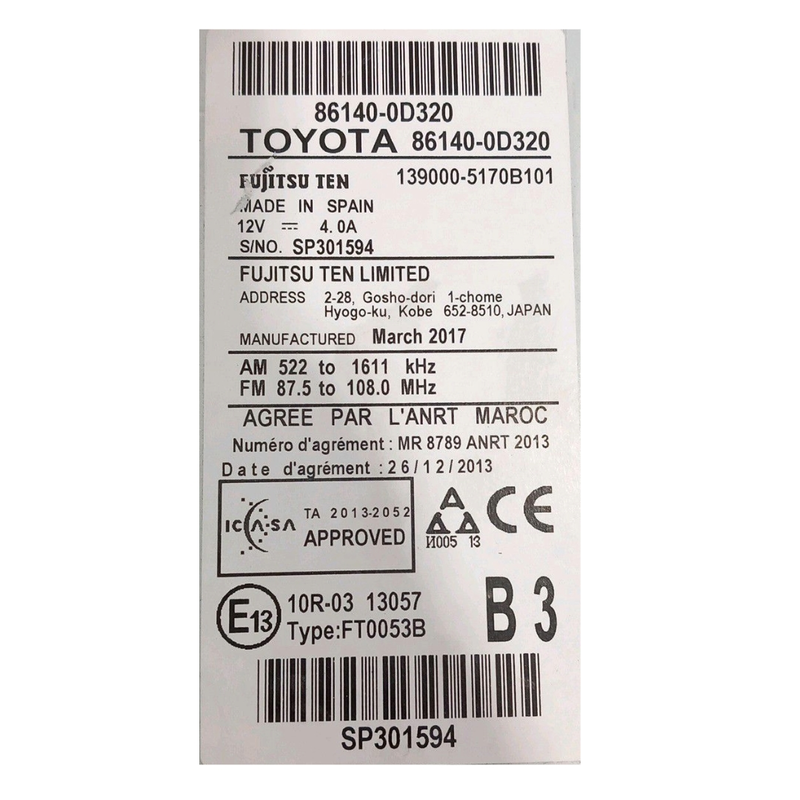 86140-0D320
TOYOTA 86140-0D320
FUJITSU TEN 139000-5170B101
MADE IN SPAIN
12V ⎓ 4.0A
S/NO. SP301594
FUJITSU TEN LIMITED
ADDRESS 2-28, Gosho-dori 1-chome
Hyogo-ku, Kobe 652-8510, JAPAN
MANUFACTURED March 2017
AM 522 to 1611 kHz
FM 87.5 to 108.0 MHz
AGREE PAR L'ANRT MAROC
Numéro d'agrément : MR 8789 ANRT 2013
Date d'agrément : 26/12/2013
ICASA TA 2013-2052
APPROVED
A A A CE
И005 13
E13 10R-03 13057
Type:FT0053B
B 3
SP301594